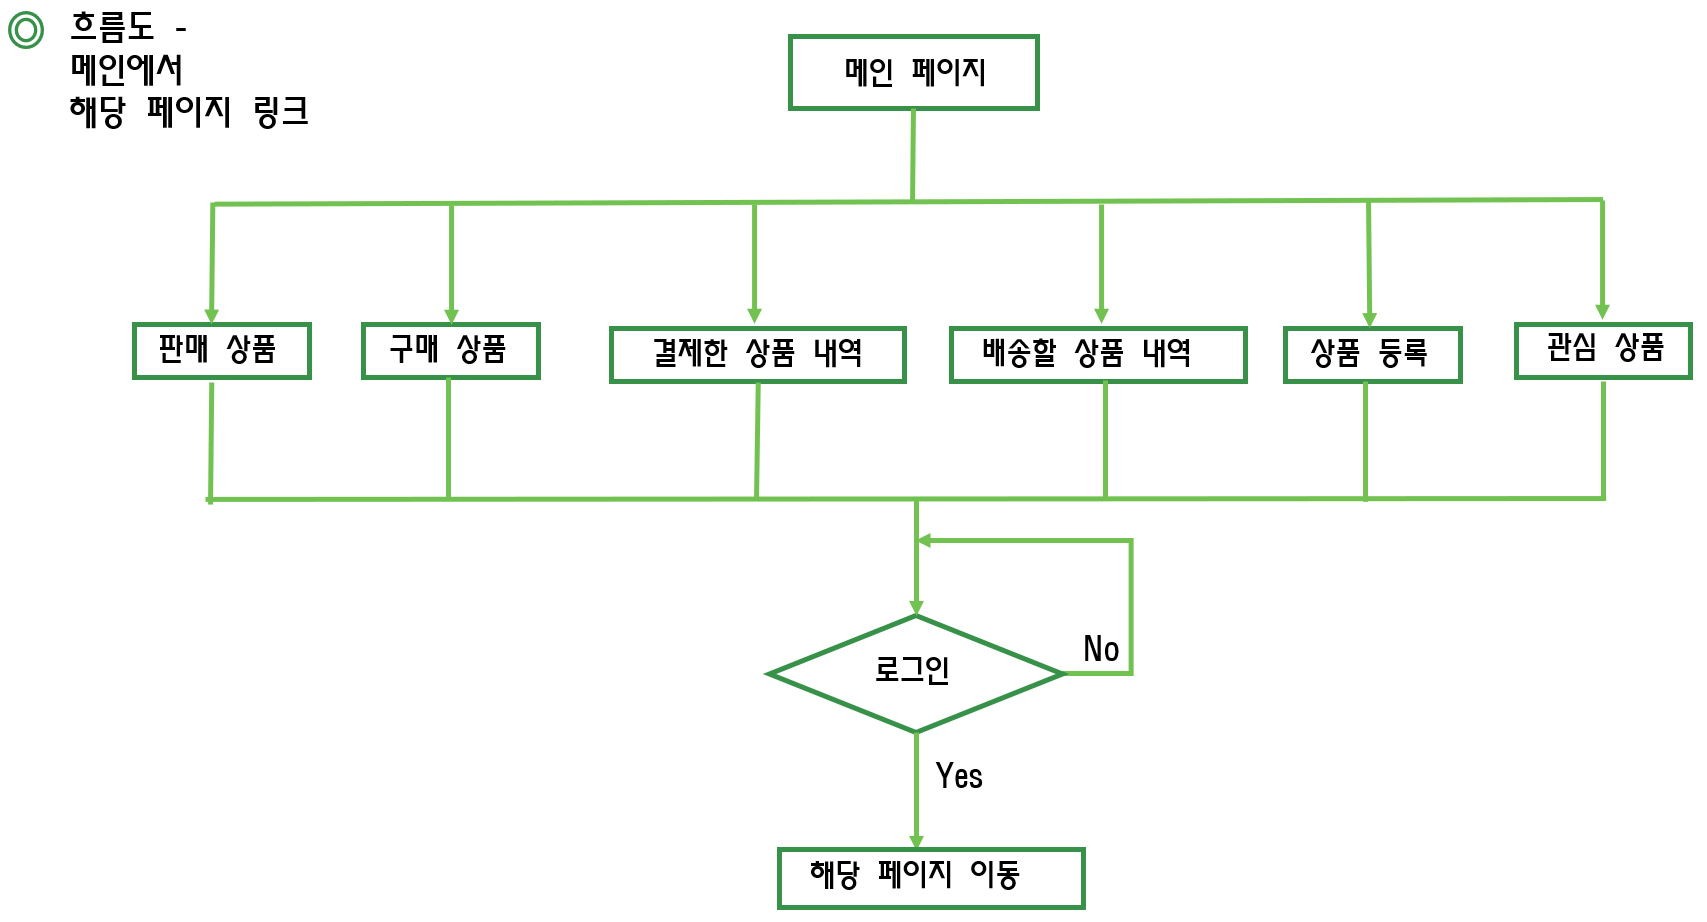 흐름도 -
메인에서
해당 페이지 링크
메인 페이지
판매 상품
구매 상품
결제한 상품 내역
배송할 상품 내역
상품 등록
관심 상품
로그인
No
Yes
해당 페이지 이동